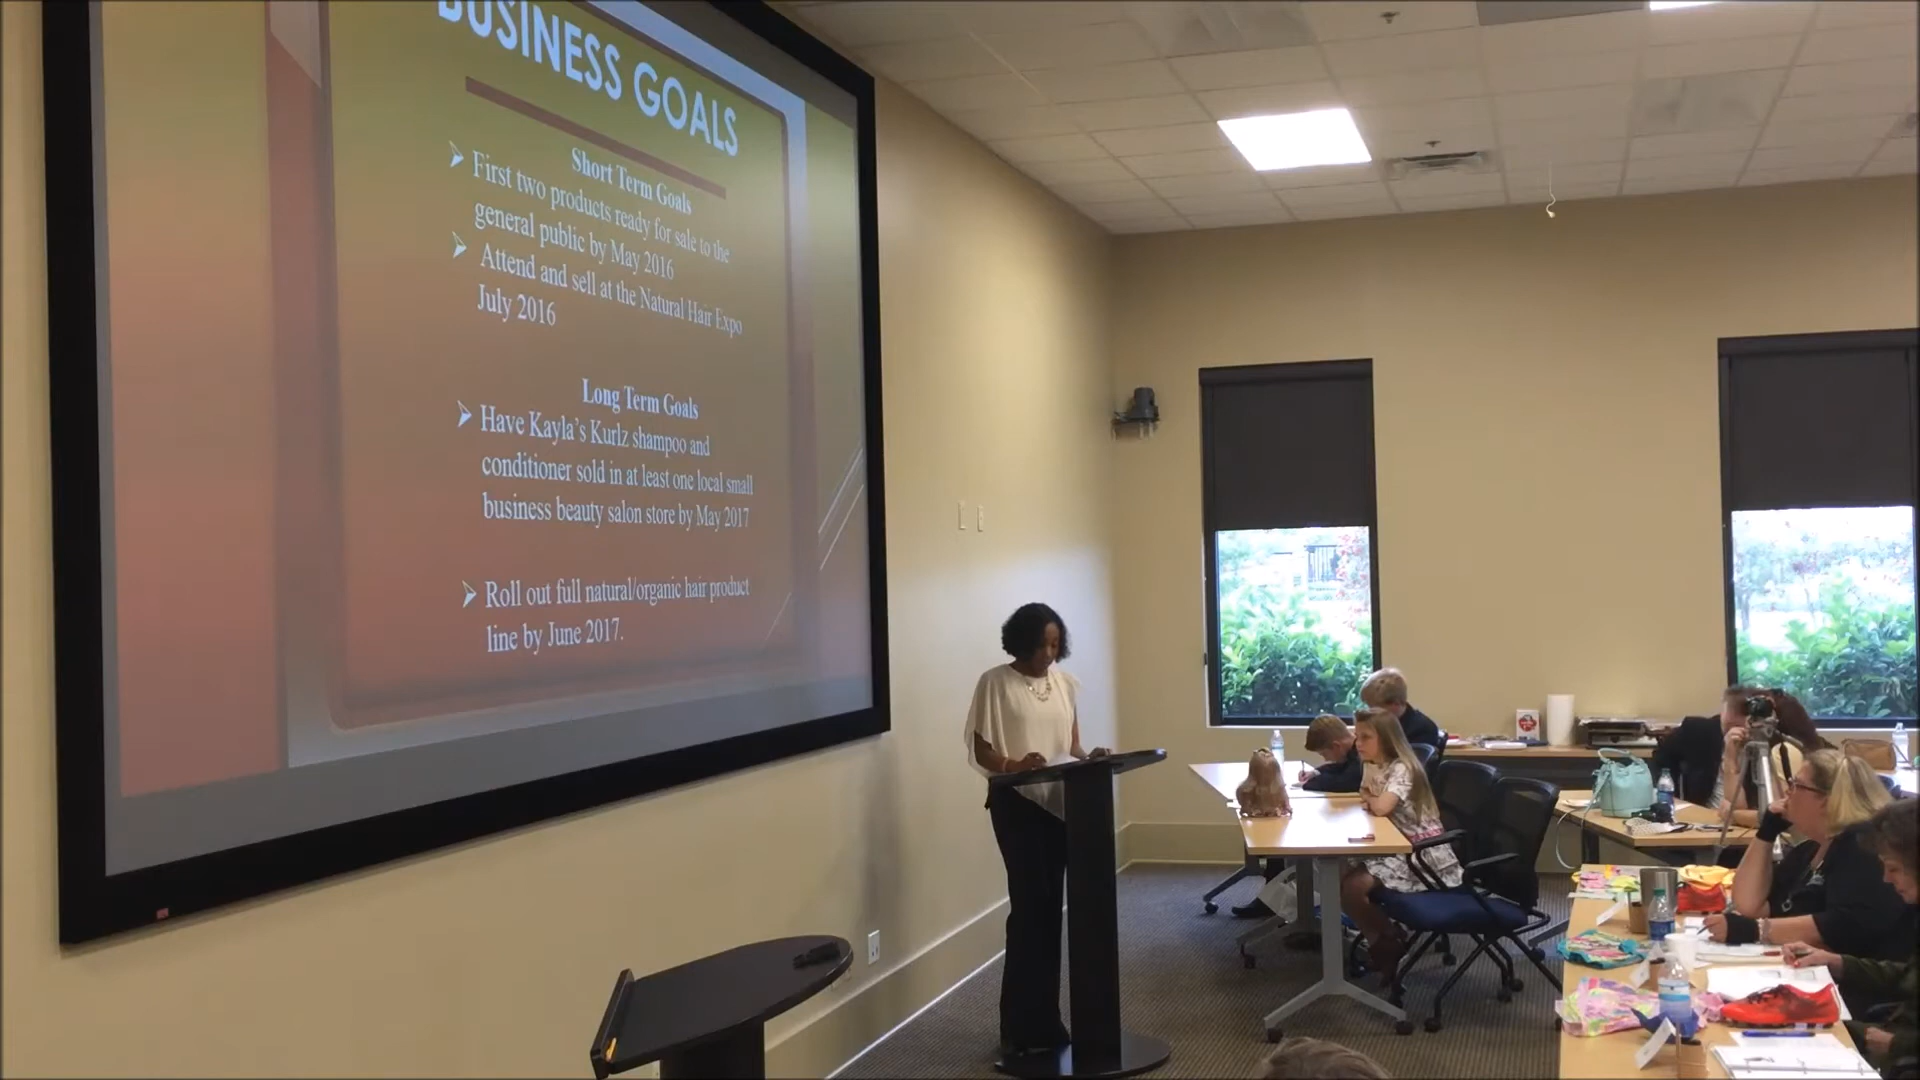 BUSINESS GOALS
Short Term Goals
First two products ready for sale to the
general public by May 2016
Attend and sell at the Natural Hair Expo
July 2016
Long Term Goals
Have Kayla's Kurlz shampoo and
conditioner sold in at least one local small
business beauty salon store by May 2017
Roll out full natural/organic hair product
line by June 2017.